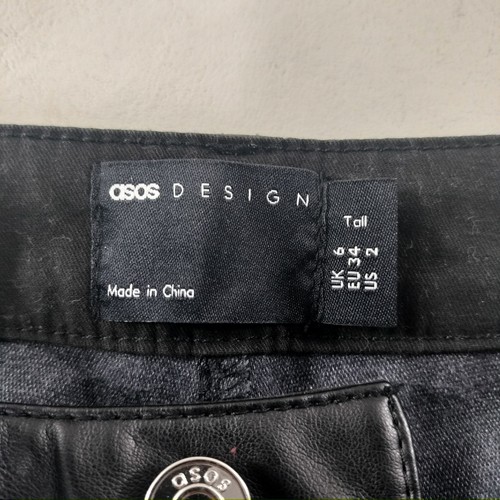 asos DESIGN
Made in China
Tall
UK 6
EU 34
US 2
asos